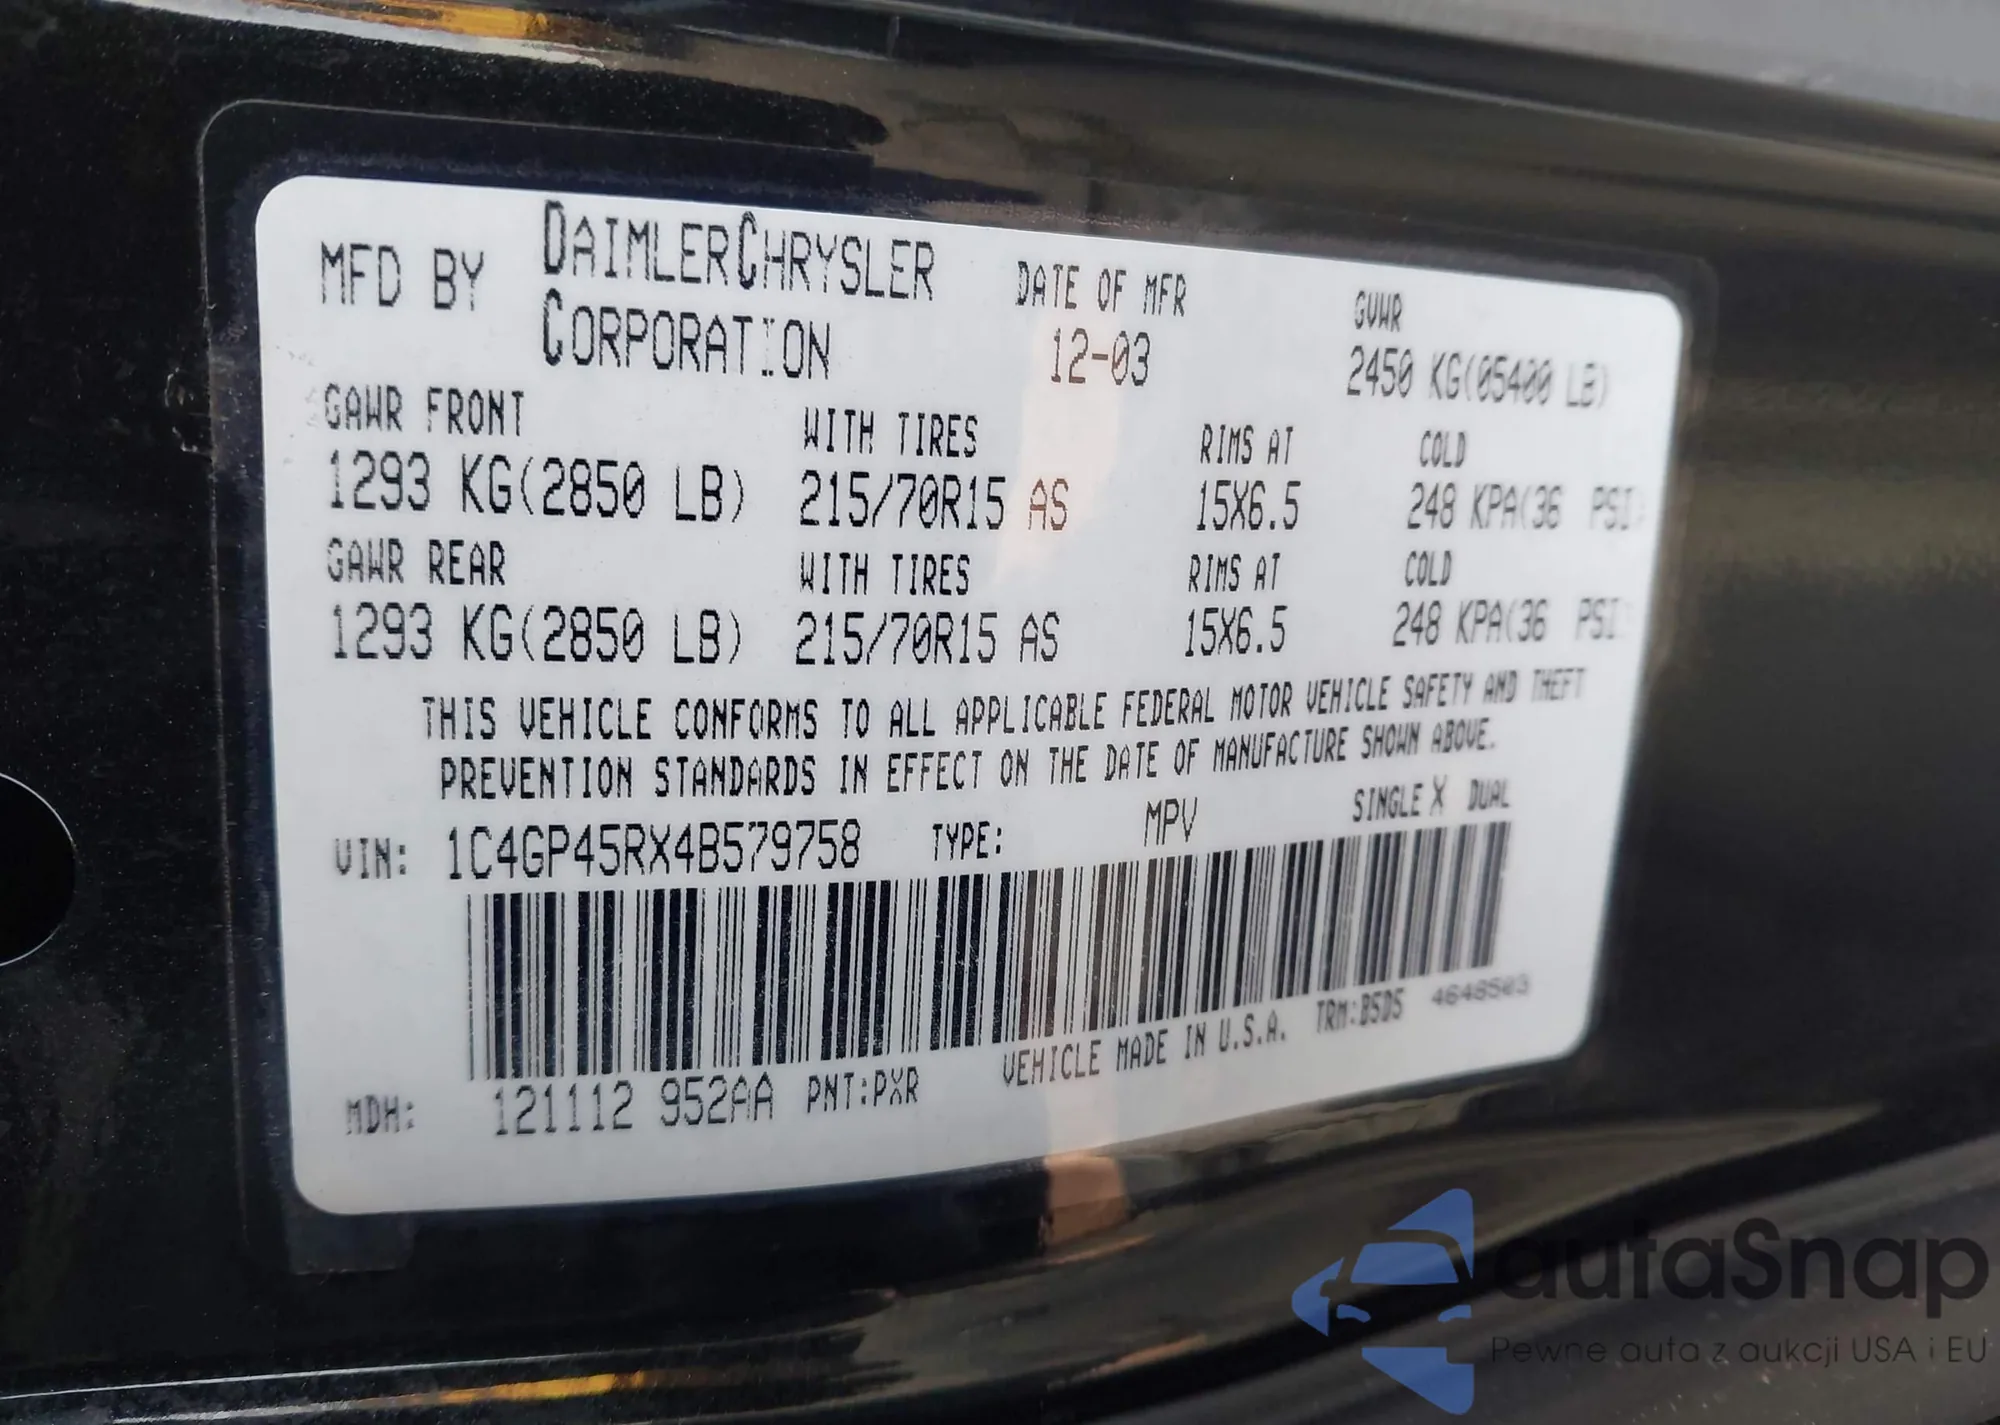 MFD BY DAIMLERCHRYSLER CORPORATION
DATE OF MFR
12-03
GVWR
2450 KG(05400 LB)
GAWR FRONT WITH TIRES RIMS AT COLD
1293 KG(2850 LB) 215/70R15 AS 15X6.5 248 KPA(36 PSI)
GAWR REAR WITH TIRES RIMS AT COLD
1293 KG(2850 LB) 215/70R15 AS 15X6.5 248 KPA(36 PSI)
THIS VEHICLE CONFORMS TO ALL APPLICABLE FEDERAL MOTOR VEHICLE SAFETY AND THEFT
PREVENTION STANDARDS IN EFFECT ON THE DATE OF MANUFACTURE SHOWN ABOVE.
VIN: 1C4GP45RX4B579758 TYPE: MPV SINGLE X DUAL
MDH: 121112 952AA PNT:PXR VEHICLE MADE IN U.S.A. TRM:B5D5 4648503
autaSnap
Pewne auta z aukcji USA i EU